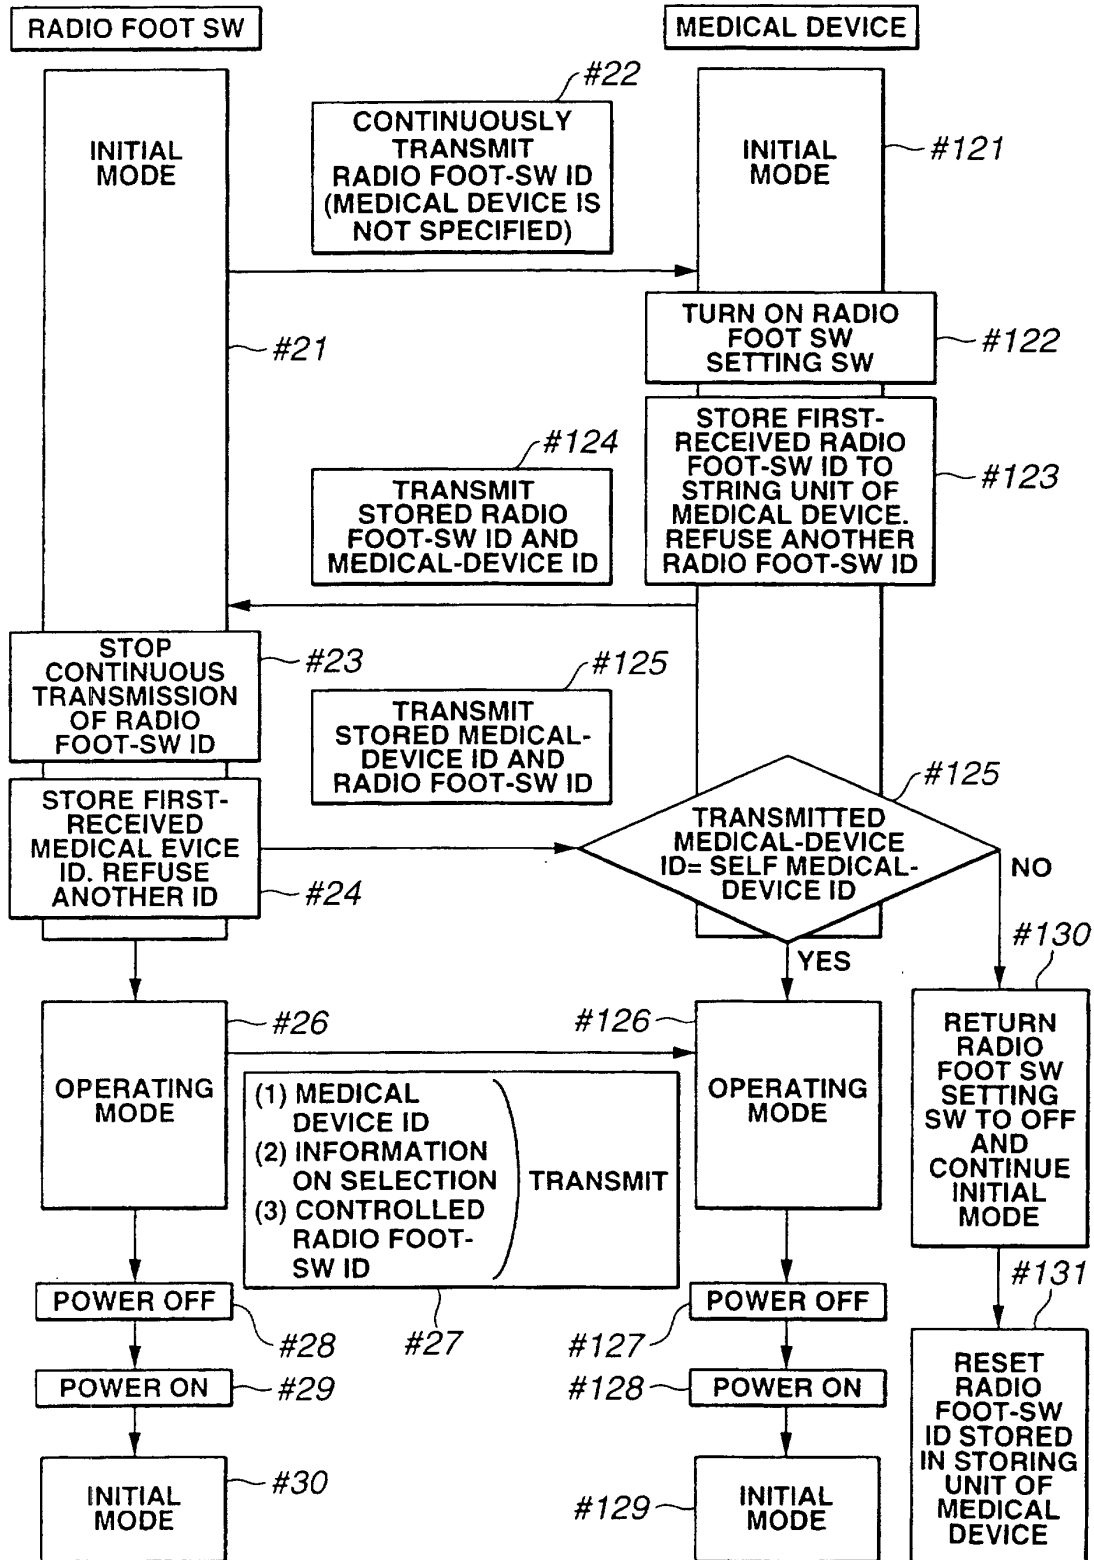 RADIO FOOT SW
MEDICAL DEVICE
INITIAL
MODE
#21
#22
CONTINUOUSLY
TRANSMIT
RADIO FOOT-SW ID
(MEDICAL DEVICE IS
NOT SPECIFIED)
INITIAL
MODE
#121
TURN ON RADIO
FOOT SW
SETTING SW
#122
STORE FIRST-
RECEIVED RADIO
FOOT-SW ID TO
STRING UNIT OF
MEDICAL DEVICE.
REFUSE ANOTHER
RADIO FOOT-SW ID
#123
#124
TRANSMIT
STORED RADIO
FOOT-SW ID AND
MEDICAL-DEVICE ID
STOP
CONTINUOUS
TRANSMISSION
OF RADIO
FOOT-SW ID
#23
#125
TRANSMIT
STORED MEDICAL-
DEVICE ID AND
RADIO FOOT-SW ID
STORE FIRST-
RECEIVED
MEDICAL EVICE
ID. REFUSE
ANOTHER ID
#24
#125
TRANSMITTED
MEDICAL-DEVICE
ID= SELF MEDICAL-
DEVICE ID
NO
YES
#130
RETURN
RADIO
FOOT SW
SETTING
SW TO OFF
AND
CONTINUE
INITIAL
MODE
#26
OPERATING
MODE
#126
OPERATING
MODE
(1) MEDICAL
DEVICE ID
(2) INFORMATION
ON SELECTION
(3) CONTROLLED
RADIO FOOT-
SW ID
TRANSMIT
#27
POWER OFF
#28
POWER ON
#29
INITIAL
MODE
#30
POWER OFF
#127
POWER ON
#128
INITIAL
MODE
#129
#131
RESET
RADIO
FOOT-SW
ID STORED
IN STORING
UNIT OF
MEDICAL
DEVICE